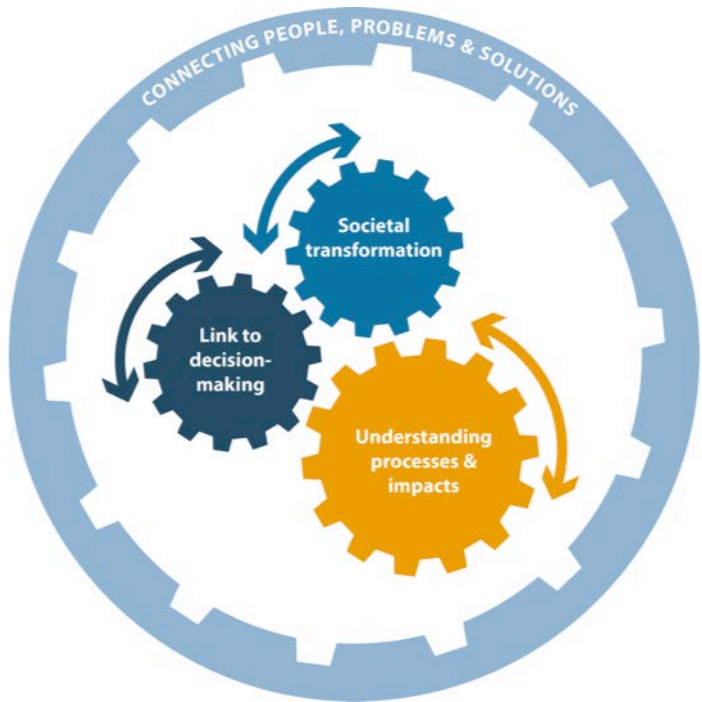 CONNECTING PEOPLE, PROBLEMS & SOLUTIONS
Societal
transformation
Link to
decision-
making
Understanding
processes &
impacts